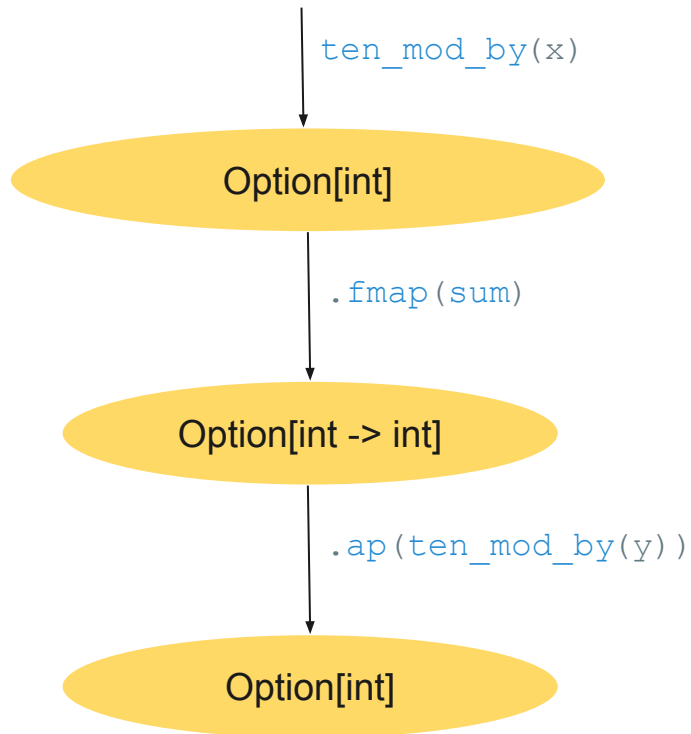 ten_mod_by(x)
Option[int]
.fmap(sum)
Option[int -> int]
.ap(ten_mod_by(y))
Option[int]